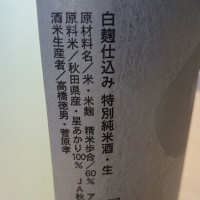 白麹仕込み 特別純米酒・生
原材料名／米・米麹 精米歩合／60% ア
原料米／秋田県産・星あかり100% JA秋
酒米生産者／高橋徳男・菅原孝